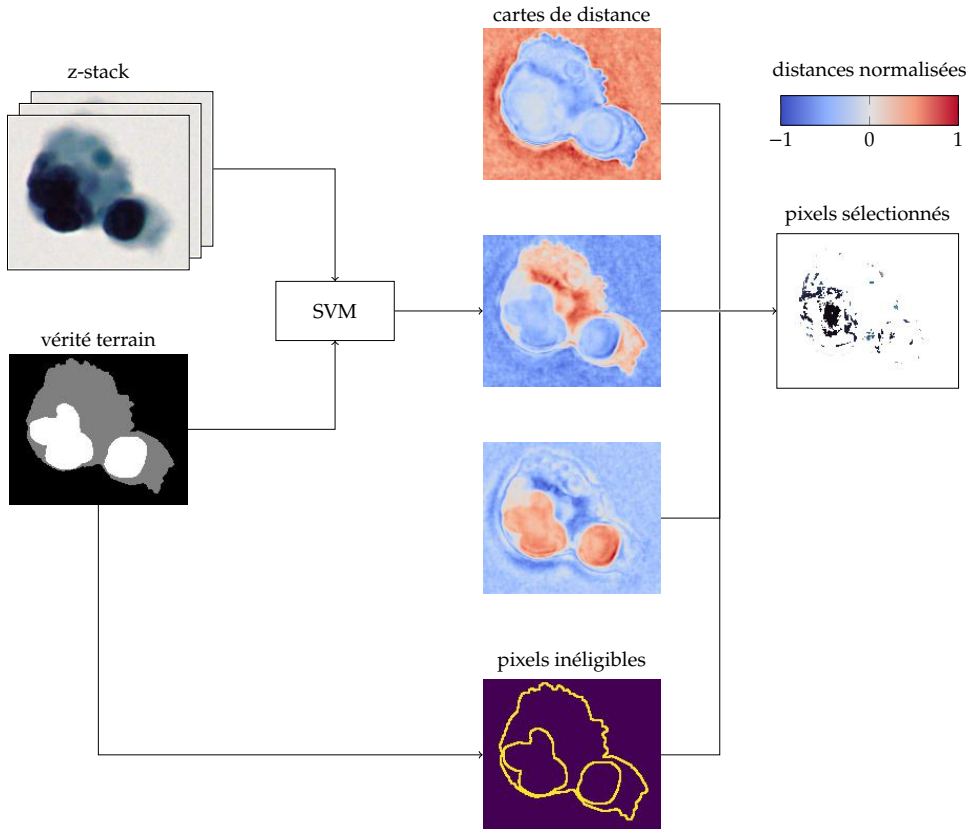 cartes de distance
z-stack
distances normalisées
−1 0 1
pixels sélectionnés
SVM
vérité terrain
pixels inéligibles